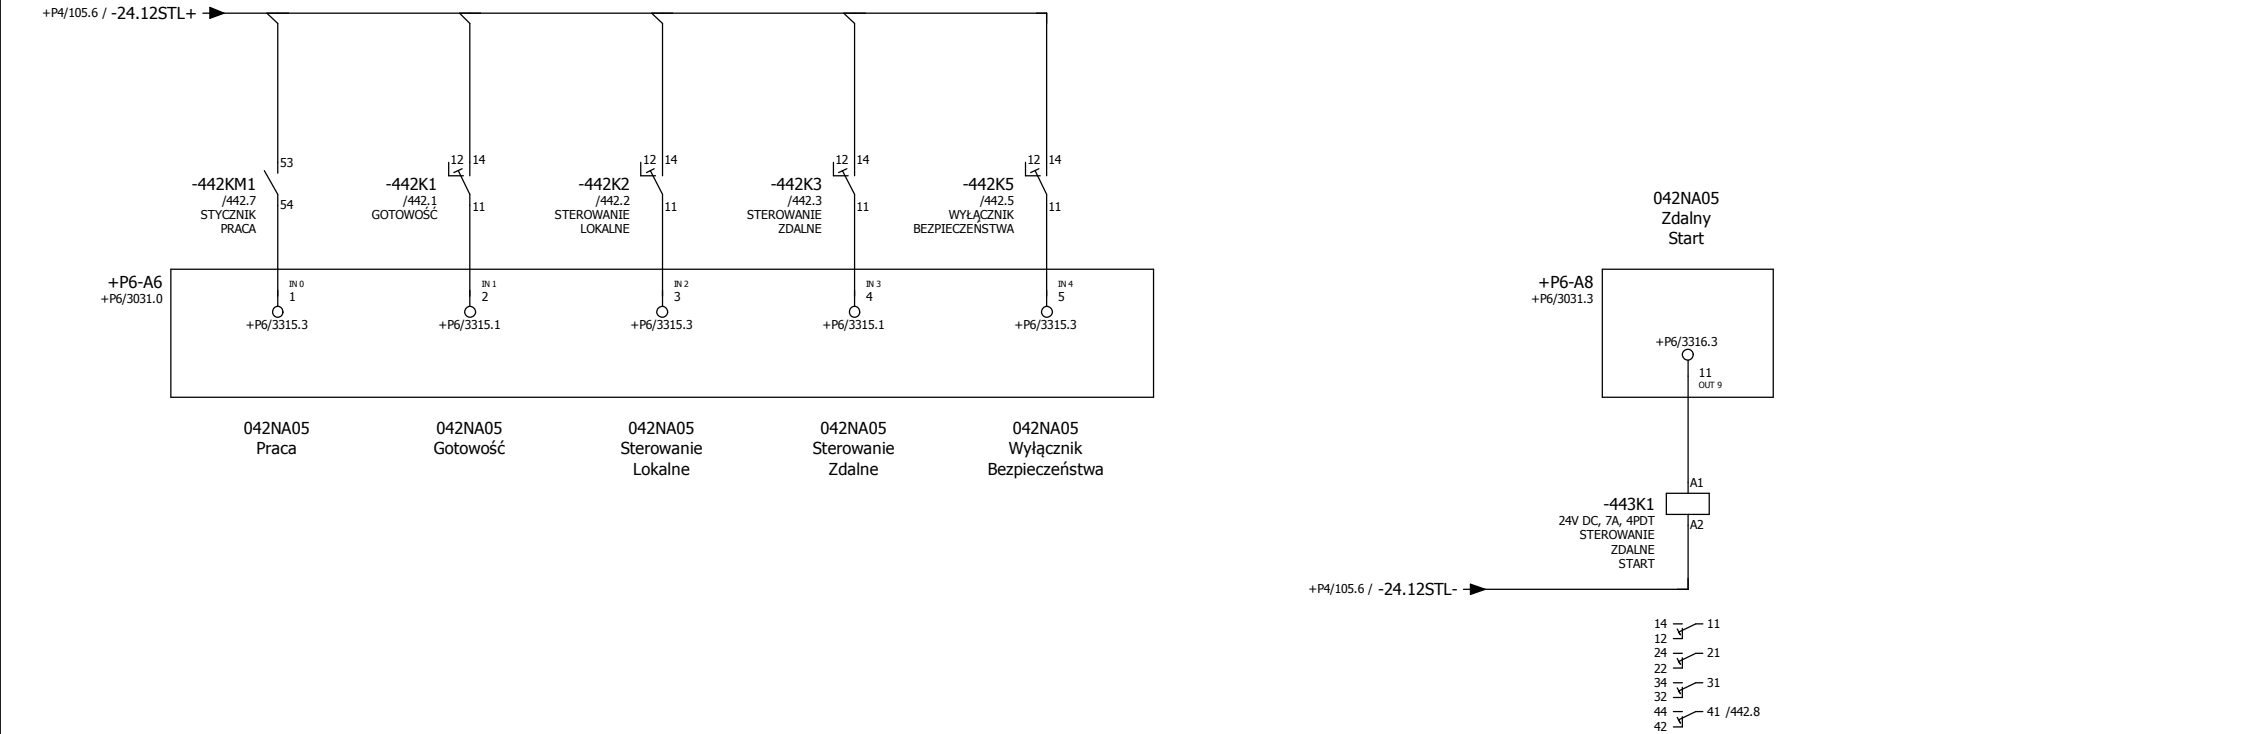 +P4/105.6 / -24.12STL+
53
-442KM1
/442.7
STYCZNIK
PRACA
54
12 14
-442K1
/442.1
GOTOWOŚĆ
11
12 14
-442K2
/442.2
STEROWANIE
LOKALNE
11
12 14
-442K3
/442.3
STEROWANIE
ZDALNE
11
12 14
-442K5
/442.5
WYŁĄCZNIK
BEZPIECZEŃSTWA
11
+P6-A6
+P6/3031.0
IN 0
1
+P6/3315.3
IN 1
2
+P6/3315.1
IN 2
3
+P6/3315.3
IN 3
4
+P6/3315.1
IN 4
5
+P6/3315.3
042NA05
Praca
042NA05
Gotowość
042NA05
Sterowanie
Lokalne
042NA05
Sterowanie
Zdalne
042NA05
Wyłącznik
Bezpieczeństwa
042NA05
Zdalny
Start
+P6-A8
+P6/3031.3
+P6/3316.3
11
OUT 9
A1
-443K1
24V DC, 7A, 4PDT
STEROWANIE
ZDALNE
START
A2
+P4/105.6 / -24.12STL-
14 11
12
24 21
22
34 31
32
44 41 /442.8
42